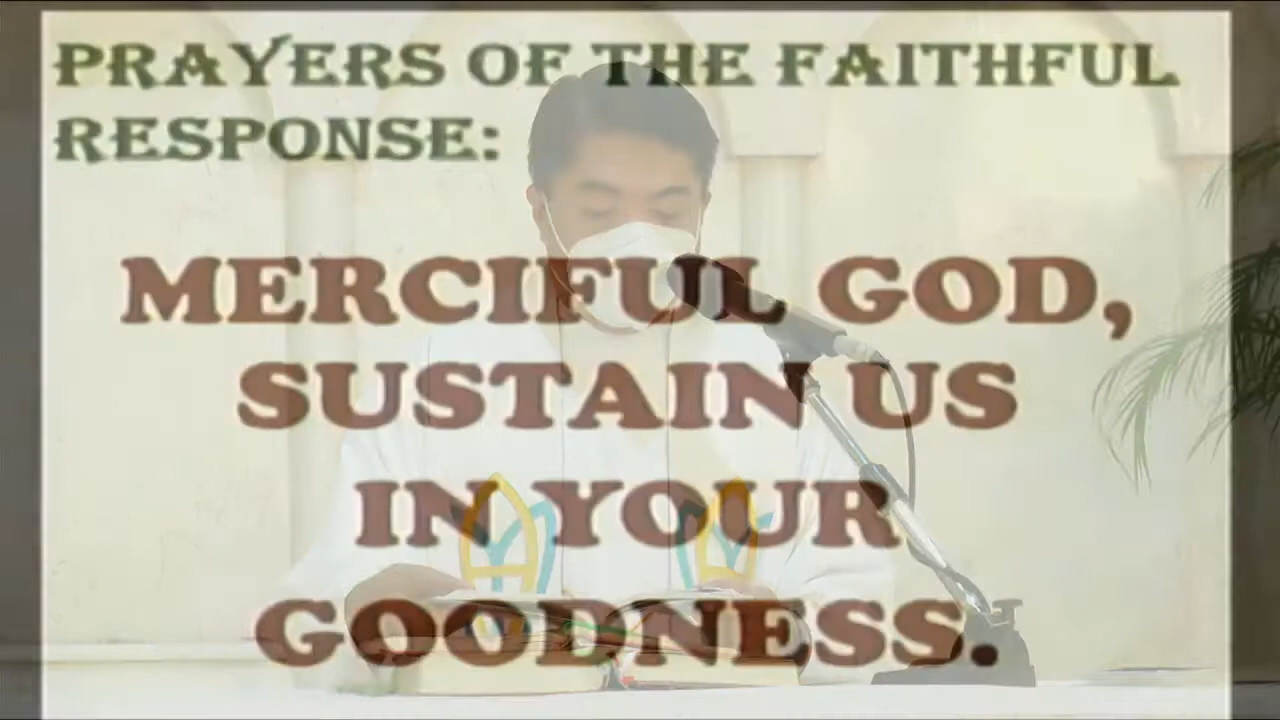 PRAYERS OF THE FAITHFUL
RESPONSE:
MERCIFUL GOD,
SUSTAIN US
IN YOUR
GOODNESS.